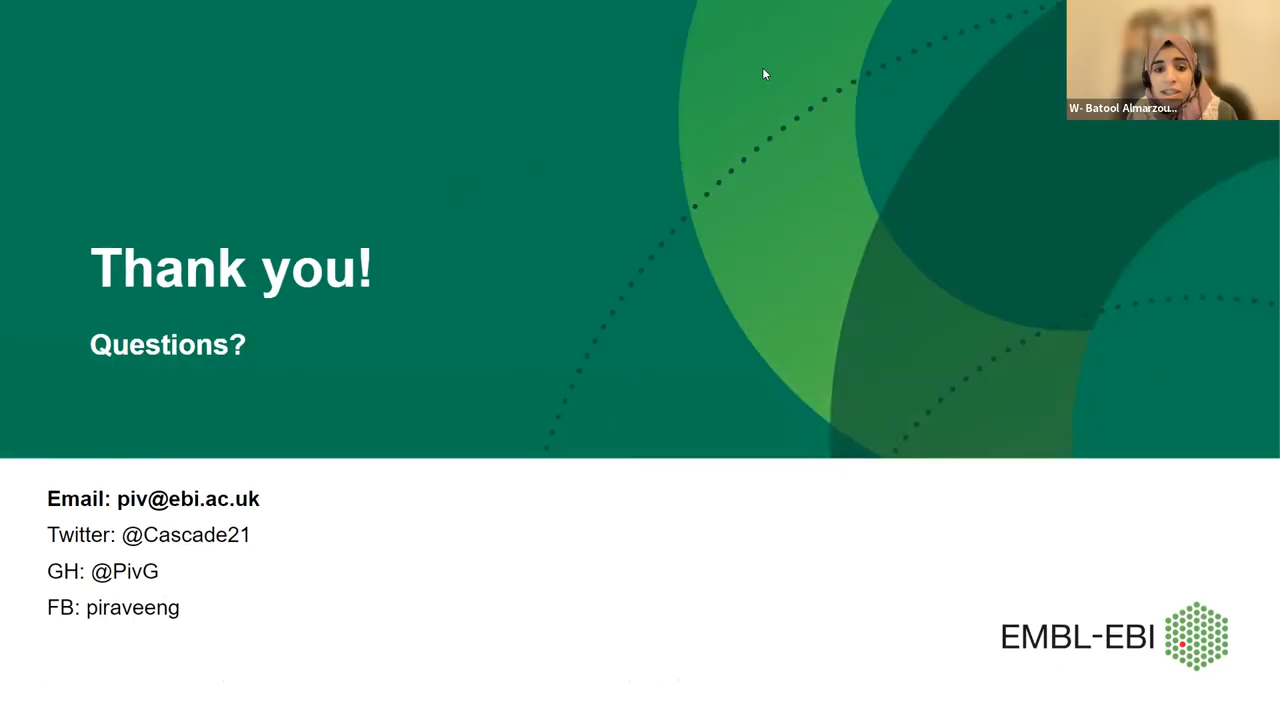 W- Batool Almarzou...
Thank you!
Questions?
Email: piv@ebi.ac.uk
Twitter: @Cascade21
GH: @PivG
FB: piraveeng
EMBL-EBI